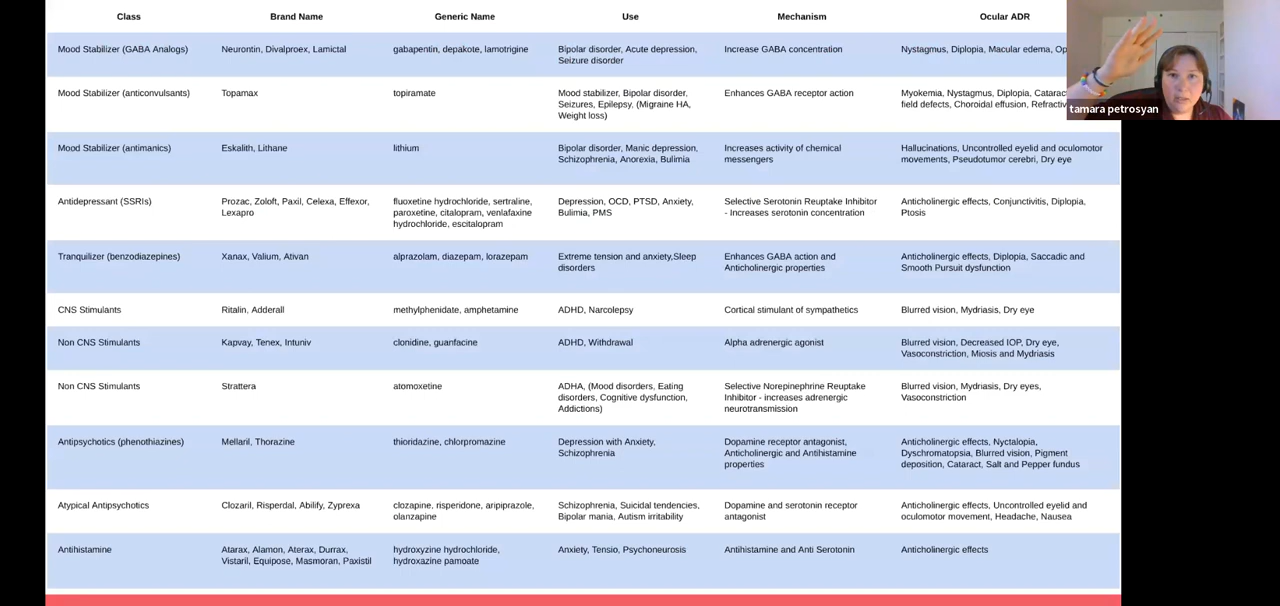 Class Brand Name Generic Name Use Mechanism Ocular ADR
Mood Stabilizer (GABA Analogs) Neurontin, Divalproex, Lamictal gabapentin, depakote, lamotrigine Bipolar disorder, Acute depression, Increase GABA concentration Nystagmus, Diplopia, Macular edema,
Seizure disorder
Mood Stabilizer (anticonvulsants) Topamax topiramate Mood stabilizer, Bipolar disorder, Enhances GABA receptor action Myokemia, Nystagmus, Diplopia,
Seizures, Epilepsy, (Migraine HA, field defects, Choroidal effusion,
Weight loss)
tamara petrosyan
Mood Stabilizer (antimanics) Eskalith, Lithane lithium Bipolar disorder, Manic depression, Increases activity of chemical Hallucinations, Uncontrolled eyelid and oculomotor
Schizophrenia, Anorexia, Bulimia messengers movements, Pseudotumor cerebri, Dry eye
Antidepressant (SSRIs) Prozac, Zoloft, Paxil, Celexa, Effexor, fluoxetine hydrochloride, sertraline, Depression, OCD, PTSD, Anxiety, Selective Serotonin Reuptake Inhibitor Anticholinergic effects, Conjunctivitis, Diplopia,
Lexapro paroxetine, citalopram, venlafaxine Bulimia, PMS - Increases serotonin concentration Ptosis
hydrochloride, escitalopram
Tranquilizer (benzodiazepines) Xanax, Valium, Ativan alprazolam, diazepam, lorazepam Extreme tension and anxiety,Sleep Enhances GABA action and Anticholinergic effects, Diplopia, Saccadic and
disorders Anticholinergic properties Smooth Pursuit dysfunction
CNS Stimulants Ritalin, Adderall methylphenidate, amphetamine ADHD, Narcolepsy Cortical stimulant of sympathetics Blurred vision, Mydriasis, Dry eye
Non CNS Stimulants Kapvay, Tenex, Intuniv clonidine, guanfacine ADHD, Withdrawal Alpha adrenergic agonist Blurred vision, Decreased IOP, Dry eye,
Vasoconstriction, Miosis and Mydriasis
Non CNS Stimulants Strattera atomoxetine ADHA, (Mood disorders, Eating Selective Norepinephrine Reuptake Blurred vision, Mydriasis, Dry eyes,
disorders, Cognitive dysfunction, Inhibitor - increases adrenergic Vasoconstriction
Addictions) neurotransmission
Antipsychotics (phenothiazines) Mellaril, Thorazine thioridazine, chlorpromazine Depression with Anxiety, Dopamine receptor antagonist, Anticholinergic effects, Nyctalopia,
Schizophrenia Anticholinergic and Antihistamine Dyschromatopsia, Blurred vision, Pigment
properties deposition, Cataract, Salt and Pepper fundus
Atypical Antipsychotics Clozaril, Risperdal, Abilify, Zyprexa clozapine, risperidone, aripiprazole, Schizophrenia, Suicidal tendencies, Dopamine and serotonin receptor Anticholinergic effects, Uncontrolled eyelid and
olanzapine Bipolar mania, Autism irritability antagonist oculomotor movement, Headache, Nausea
Antihistamine Atarax, Alamon, Aterax, Durrax, hydroxyzine hydrochloride, Anxiety, Tensio, Psychoneurosis Antihistamine and Anti Serotonin Anticholinergic effects
Vistaril, Equipose, Masmoran, Paxistil hydroxazine pamoate